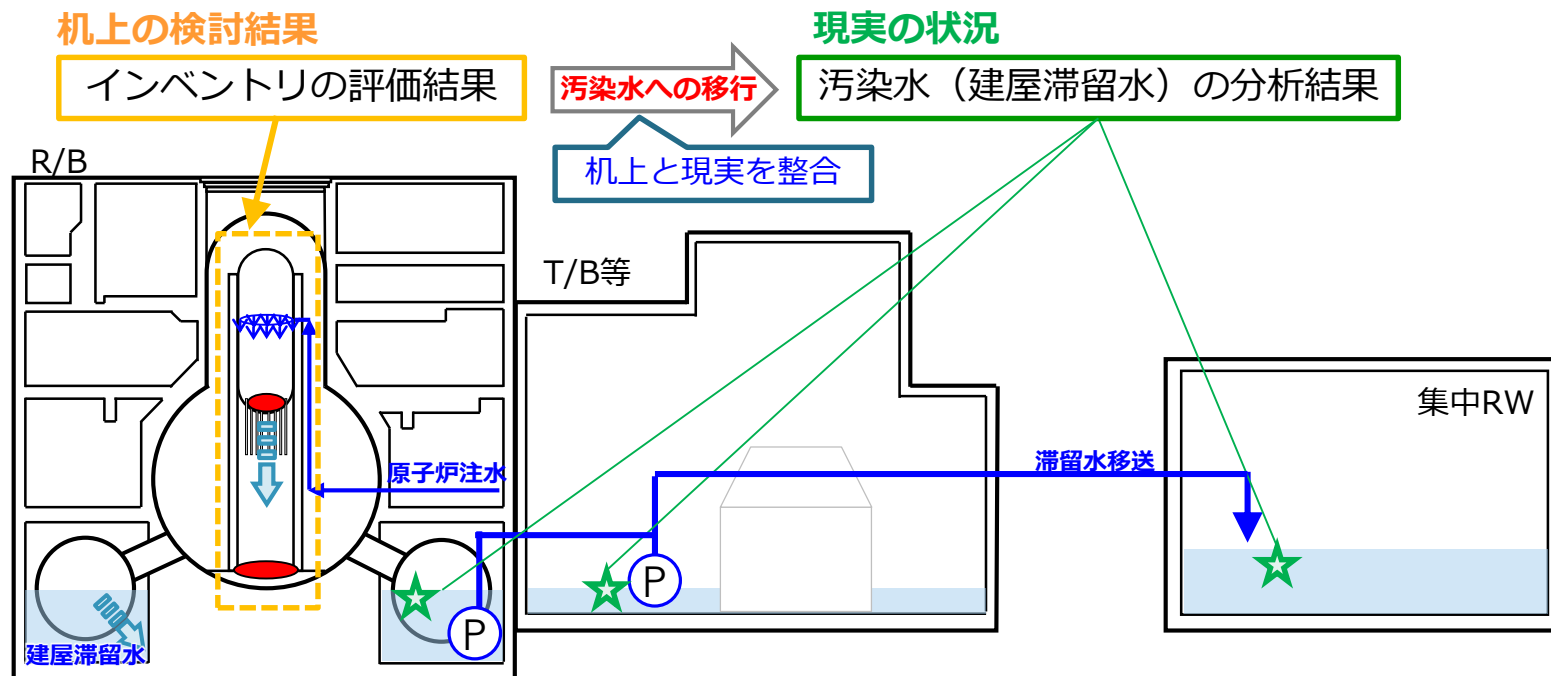 机上の検討結果
現実の状況
インベントリの評価結果
汚染水への移行
汚染水（建屋滞留水）の分析結果
机上と現実を整合
R/B
T/B等
集中RW
原子炉注水
滞留水移送
P
P
建屋滞留水